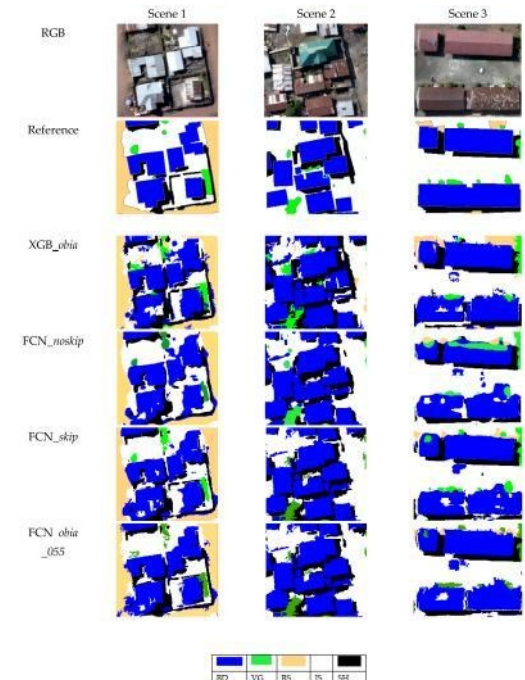 Scene 1 Scene 2 Scene 3
RGB
Reference
XGB_obia
FCN_noskip
FCN_skip
FCN_obia
_055
BD VG BS IS SH